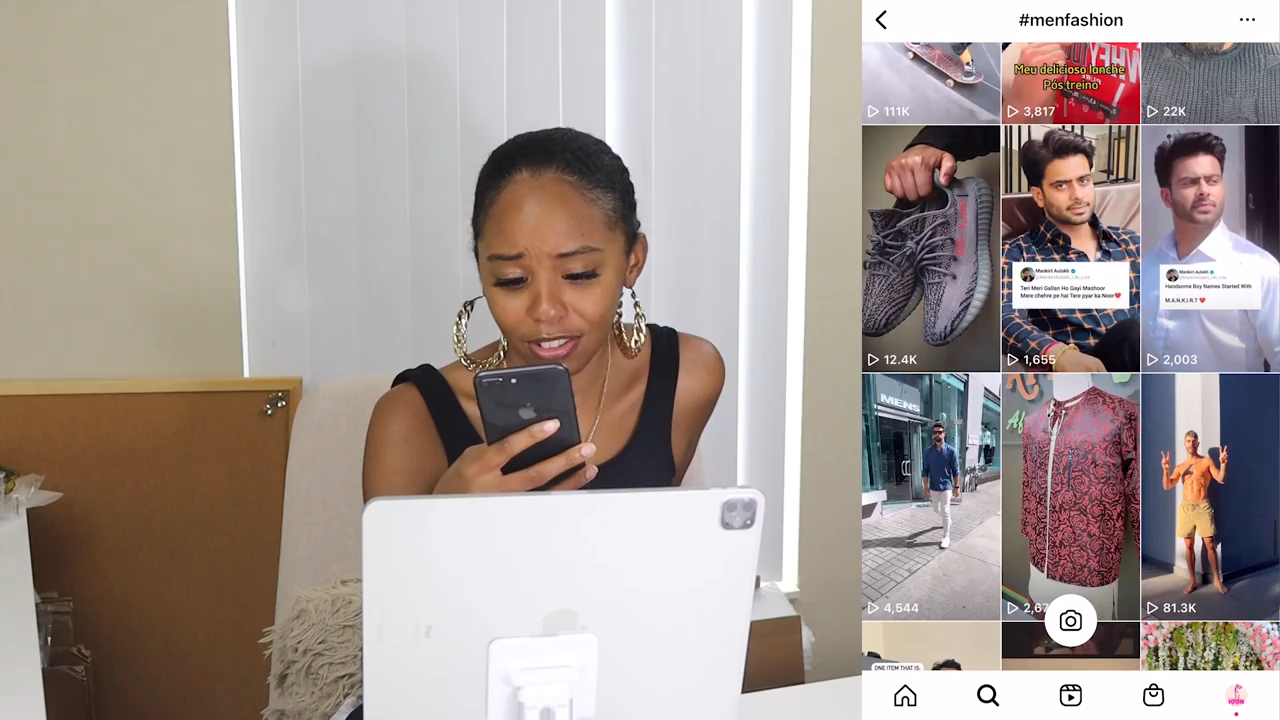 #menfashion
Meu delicioso lanche
Pós treino
111K
3,817
22K
Mankirt Aulakh
Teri Meri Gallan Ho Gayi Mashoor
Mere chehre pe hai Tere pyar ka Noor❤️
Mankirt Aulakh
Handsome Boy Names Started With
M.A.N.K.I.R.T ❤️
12.4K
1,655
2,003
MENS
4,544
2,67
81.3K
ONE ITEM THAT IS